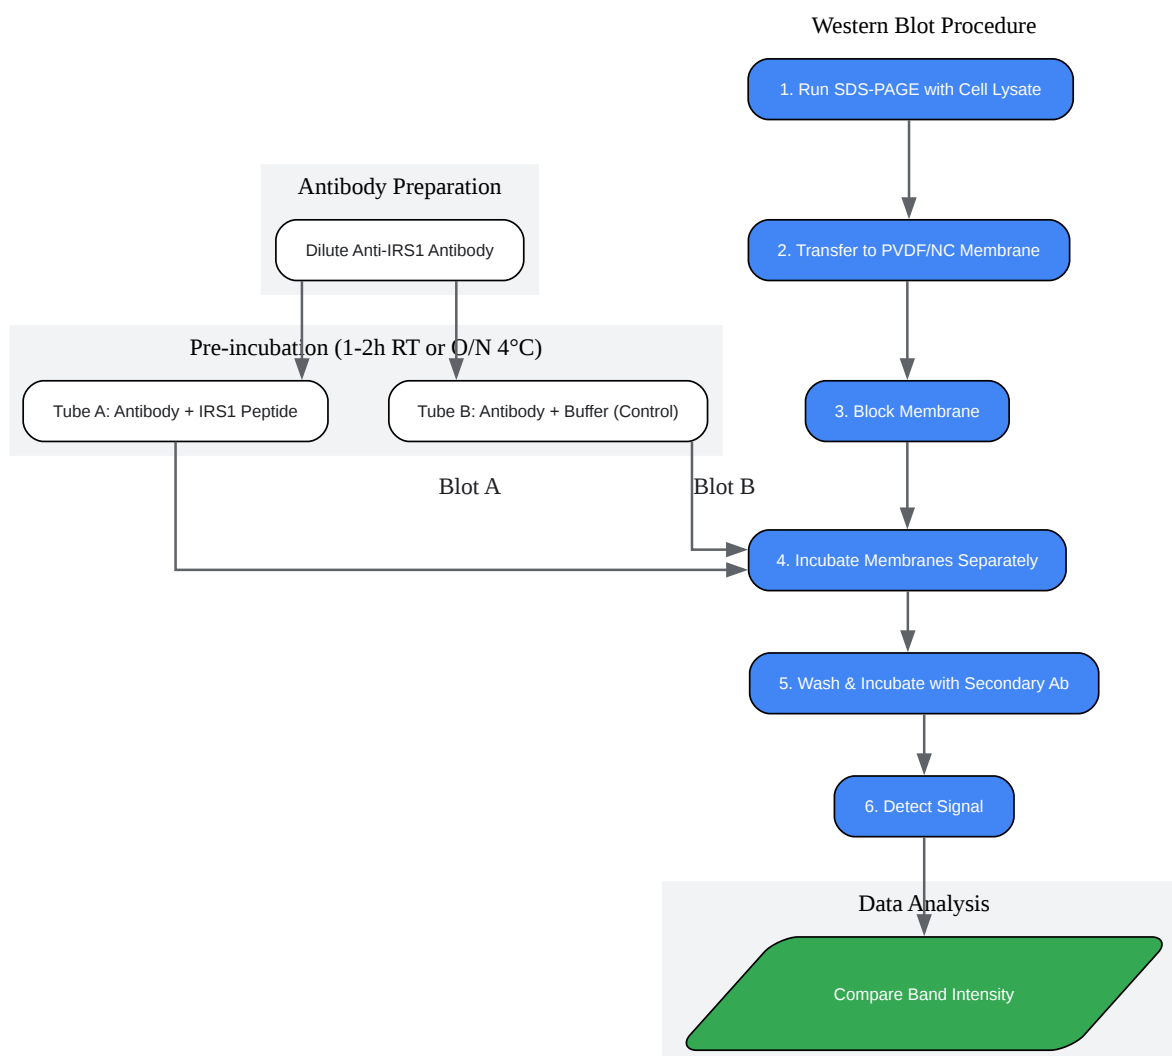 Western Blot Procedure
1. Run SDS-PAGE with Cell Lysate
Antibody Preparation
Dilute Anti-IRS1 Antibody
2. Transfer to PVDF/NC Membrane
Pre-incubation (1-2h RT or O/N 4°C)
Tube A: Antibody + IRS1 Peptide
Tube B: Antibody + Buffer (Control)
3. Block Membrane
Blot A
Blot B
4. Incubate Membranes Separately
5. Wash & Incubate with Secondary Ab
6. Detect Signal
Data Analysis
Compare Band Intensity